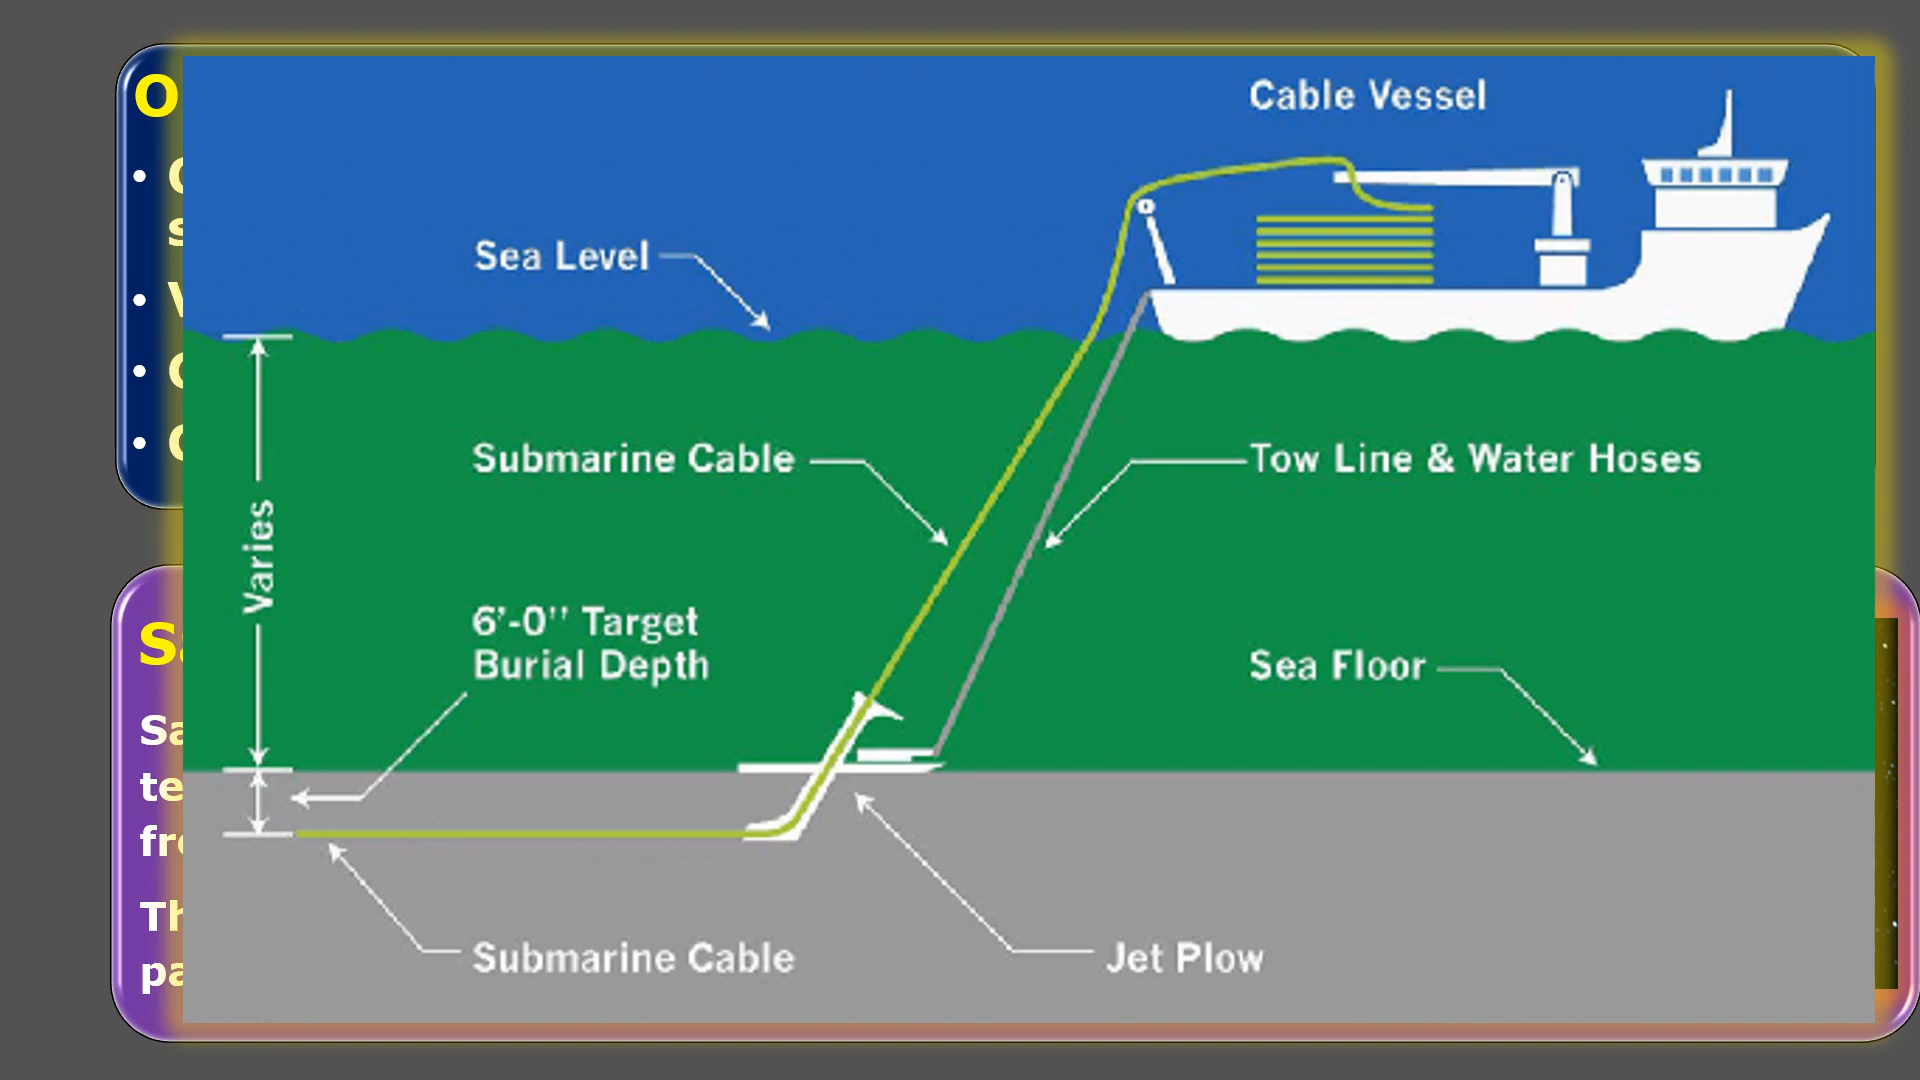 Cable Vessel
Sea Level
Submarine Cable
Tow Line & Water Hoses
Varies
6'-0'' Target
Burial Depth
Sea Floor
Submarine Cable
Jet Plow